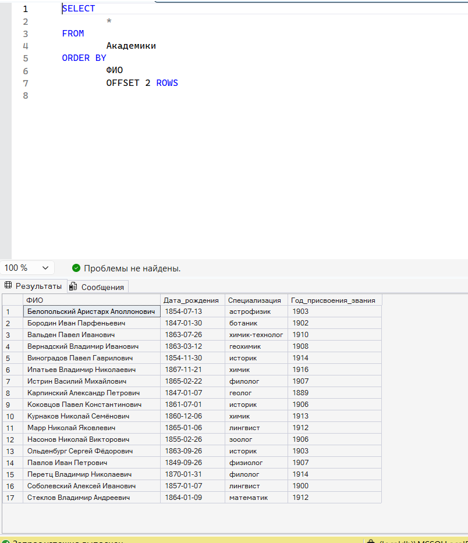 1 SELECT
2 *
3 FROM
4 Академики
5 ORDER BY
6 ФИО
7 OFFSET 2 ROWS
8
100 % Проблемы не найдены.
Результаты Сообщения
ФИО Дата_рождения Специализация Год_присвоения_звания
1 Белопольский Аристарх Аполлонович 1854-07-13 астрофизик 1903
2 Бородин Иван Парфеньевич 1847-01-30 ботаник 1902
3 Вальден Павел Иванович 1863-07-26 химик-технолог 1910
4 Вернадский Владимир Иванович 1863-03-12 геохимик 1908
5 Виноградов Павел Гаврилович 1854-11-30 историк 1914
6 Ипатьев Владимир Николаевич 1867-11-21 химик 1916
7 Истрин Василий Михайлович 1865-02-22 филолог 1907
8 Карпинский Александр Петрович 1847-01-07 геолог 1889
9 Коковцов Павел Константинович 1861-07-01 историк 1906
10 Курнаков Николай Семёнович 1860-12-06 химик 1913
11 Марр Николай Яковлевич 1865-01-06 лингвист 1912
12 Насонов Николай Викторович 1855-02-26 зоолог 1906
13 Ольденбург Сергей Фёдорович 1863-09-26 историк 1903
14 Павлов Иван Петрович 1849-09-26 физиолог 1907
15 Перетц Владимир Николаевич 1870-01-31 филолог 1914
16 Соболевский Алексей Иванович 1857-01-07 лингвист 1900
17 Стеклов Владимир Андреевич 1864-01-09 математик 1912